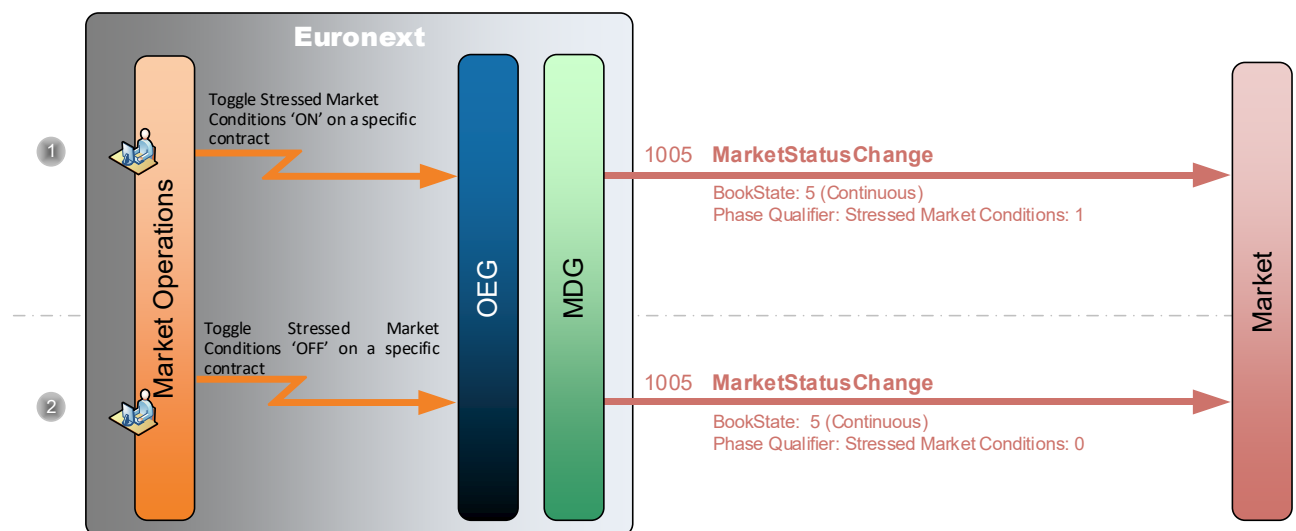 Euronext
1
Toggle Stressed Market
Conditions ‘ON’ on a specific
contract
1005 MarketStatusChange
BookState: 5 (Continuous)
Phase Qualifier: Stressed Market Conditions: 1
Market Operations
OEG
MDG
Market
2
Toggle Stressed Market
Conditions ‘OFF’ on a specific
contract
1005 MarketStatusChange
BookState: 5 (Continuous)
Phase Qualifier: Stressed Market Conditions: 0